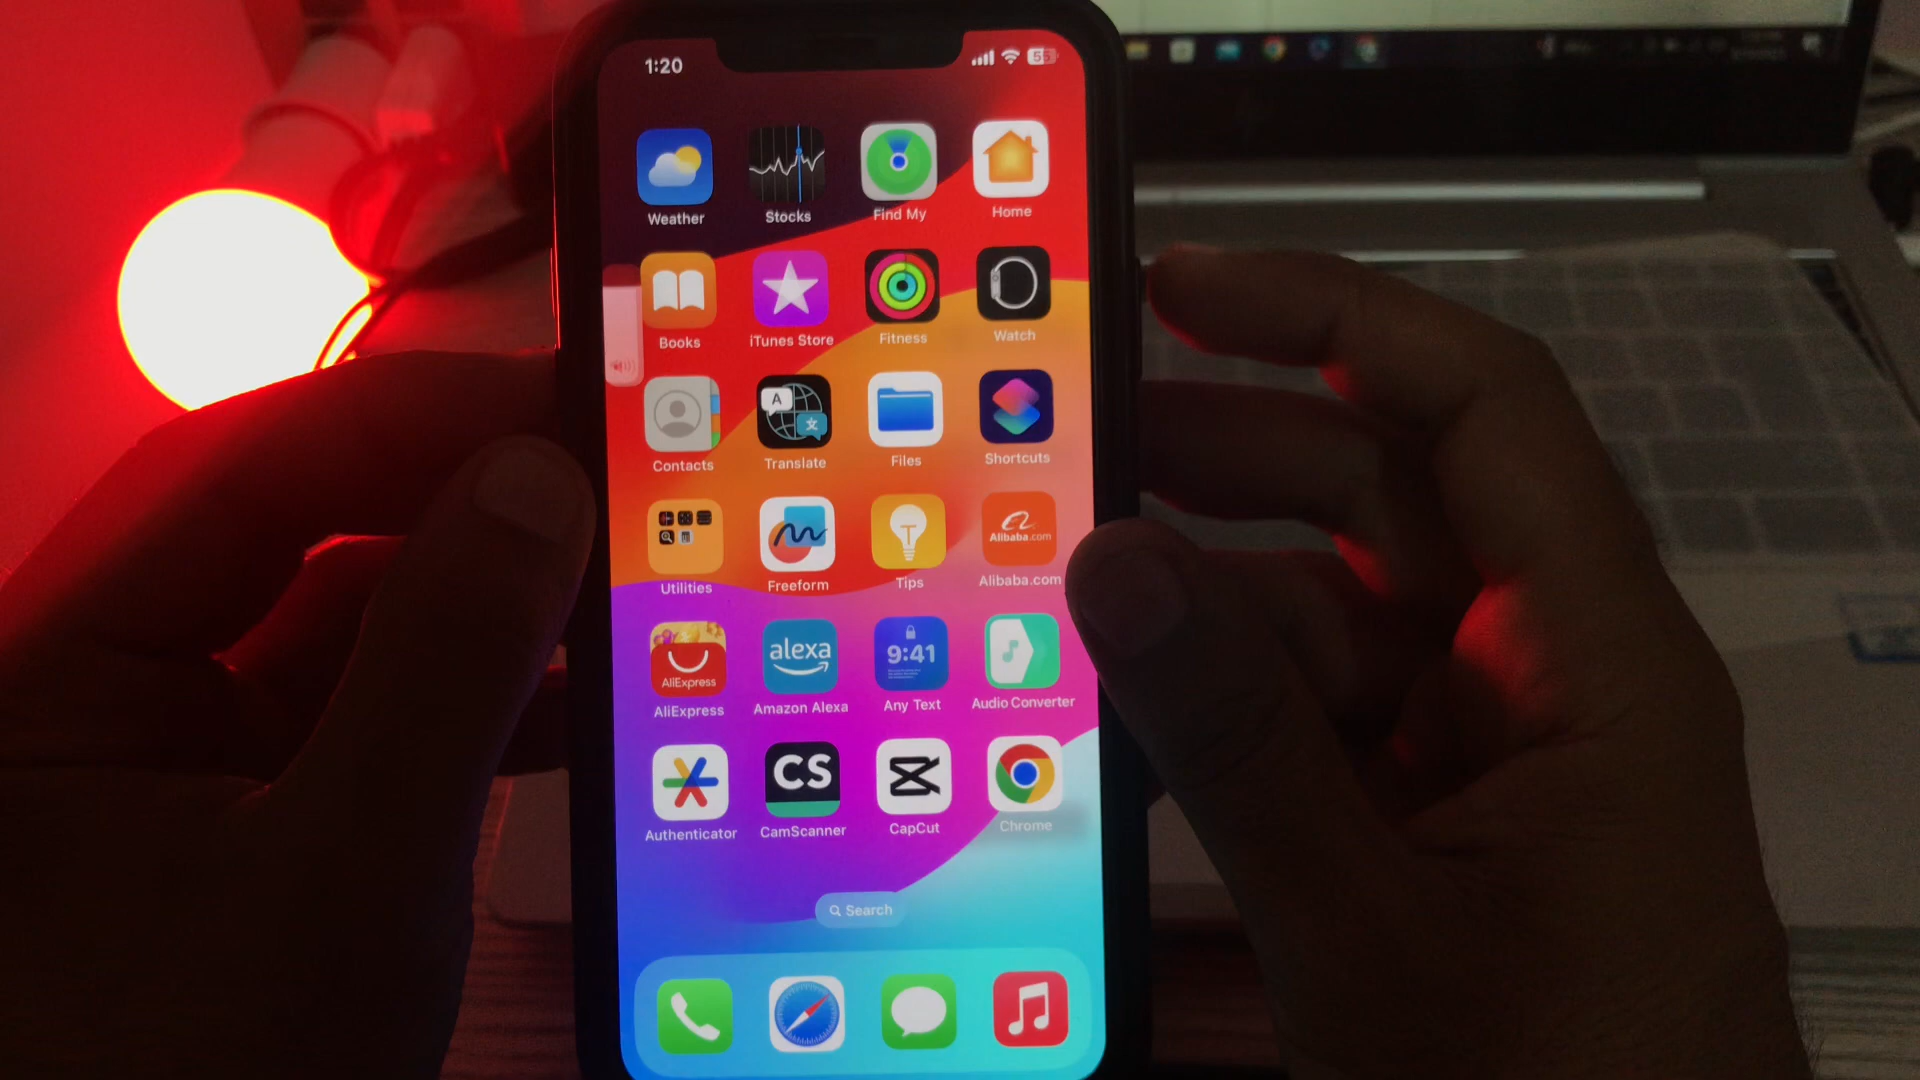 1:20
55
Weather
Stocks
Find My
Home
Books
iTunes Store
Fitness
Watch
Contacts
A
文
Translate
Files
Shortcuts
Utilities
Freeform
T
Tips
Alibaba.com
Alibaba.com
AliExpress
AliExpress
alexa
Amazon Alexa
9:41
Any Text
Audio Converter
Authenticator
CS
CamScanner
CapCut
Chrome
Search